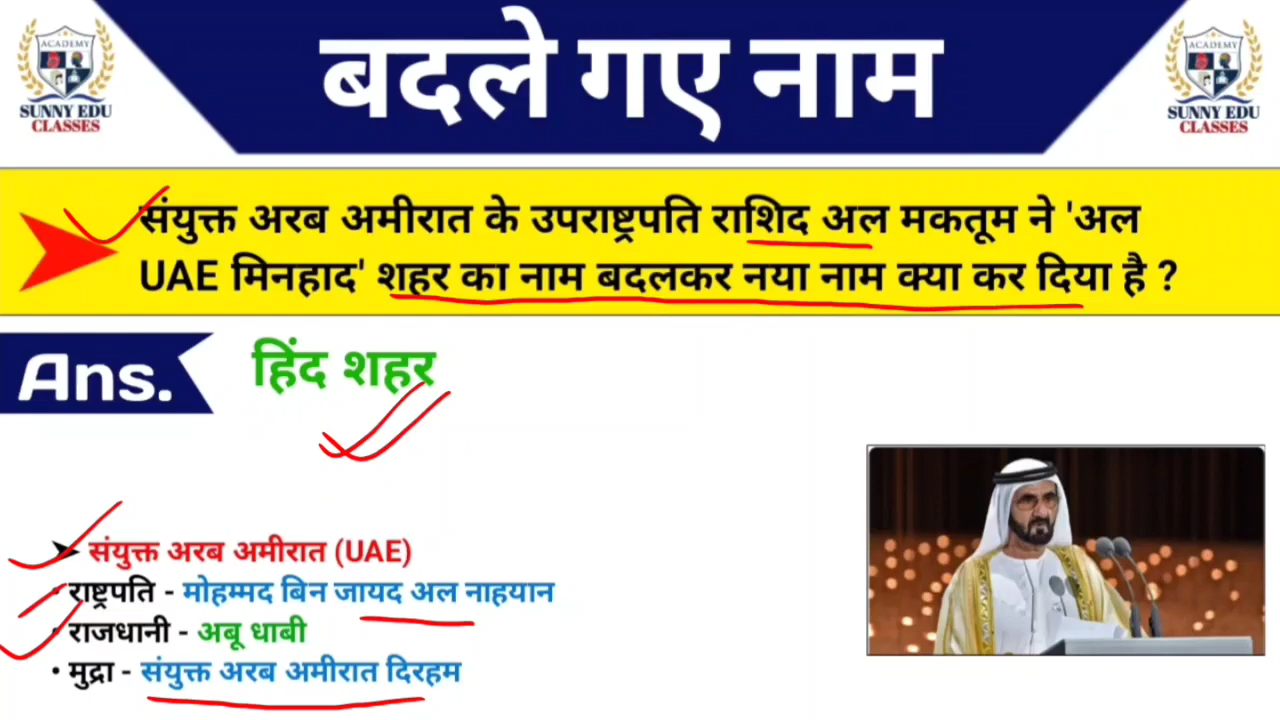 ACADEMY
SUNNY EDU
CLASSES
बदले गए नाम
ACADEMY
SUNNY EDU
CLASSES
संयुक्त अरब अमीरात के उपराष्ट्रपति राशिद अल मकतूम ने 'अल
UAE मिनहाद' शहर का नाम बदलकर नया नाम क्या कर दिया है ?
Ans.
हिंद शहर
संयुक्त अरब अमीरात (UAE)
• राष्ट्रपति - मोहम्मद बिन जायद अल नाहयान
• राजधानी - अबू धाबी
• मुद्रा - संयुक्त अरब अमीरात दिरहम